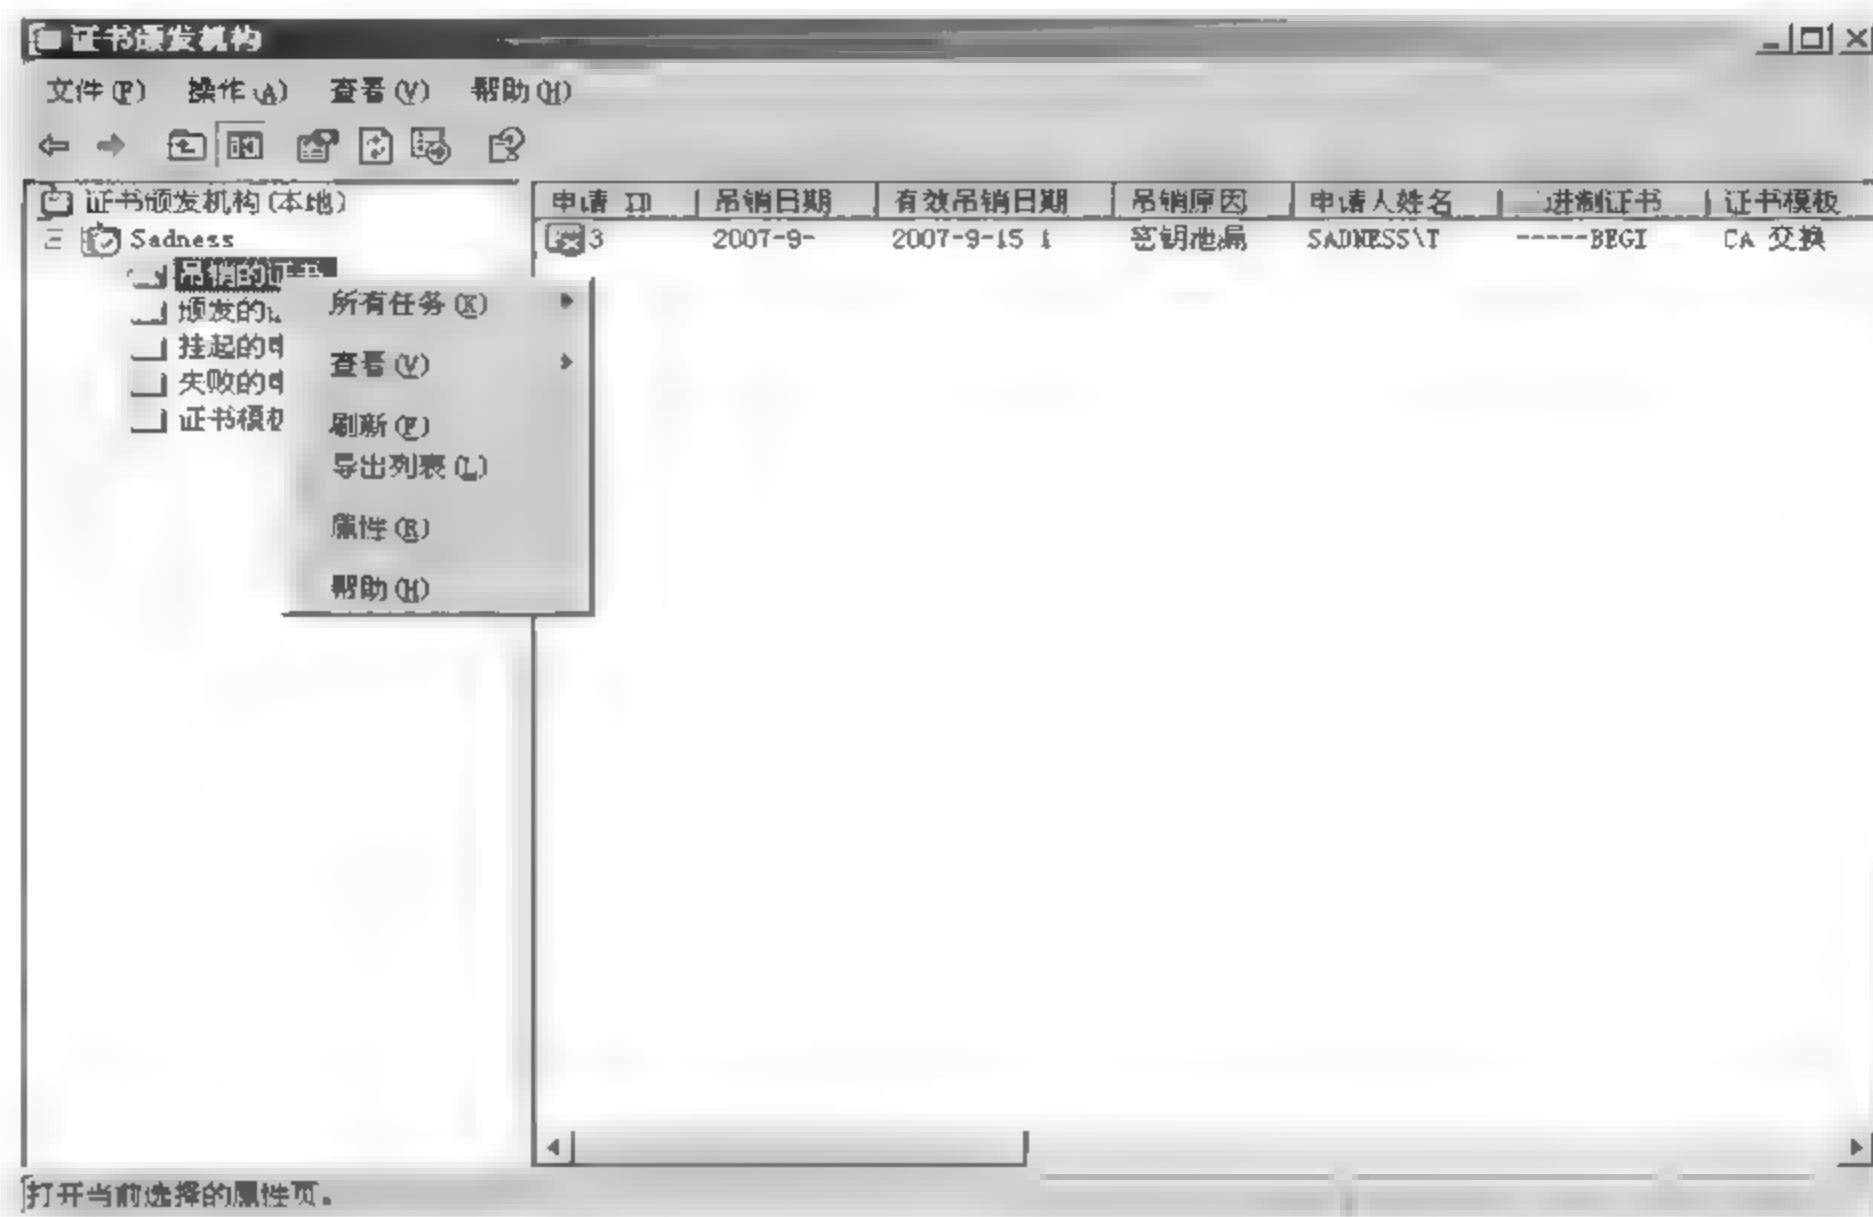 证书颁发机构
文件(F) 操作(A) 查看(V) 帮助(H)
证书颁发机构(本地)
Sadness
吊销的证书
颁发的
挂起的
失败的
证书模板
所有任务(K)
查看(V)
刷新(F)
导出列表(L)
属性(R)
帮助(H)
申请 ID 吊销日期 有效吊销日期 吊销原因 申请人姓名 进制证书 证书模板
3 2007-9- 2007-9-15 1 密钥泄漏 SADNESS\T -----BEGI CA 交换
打开当前选择的属性页。